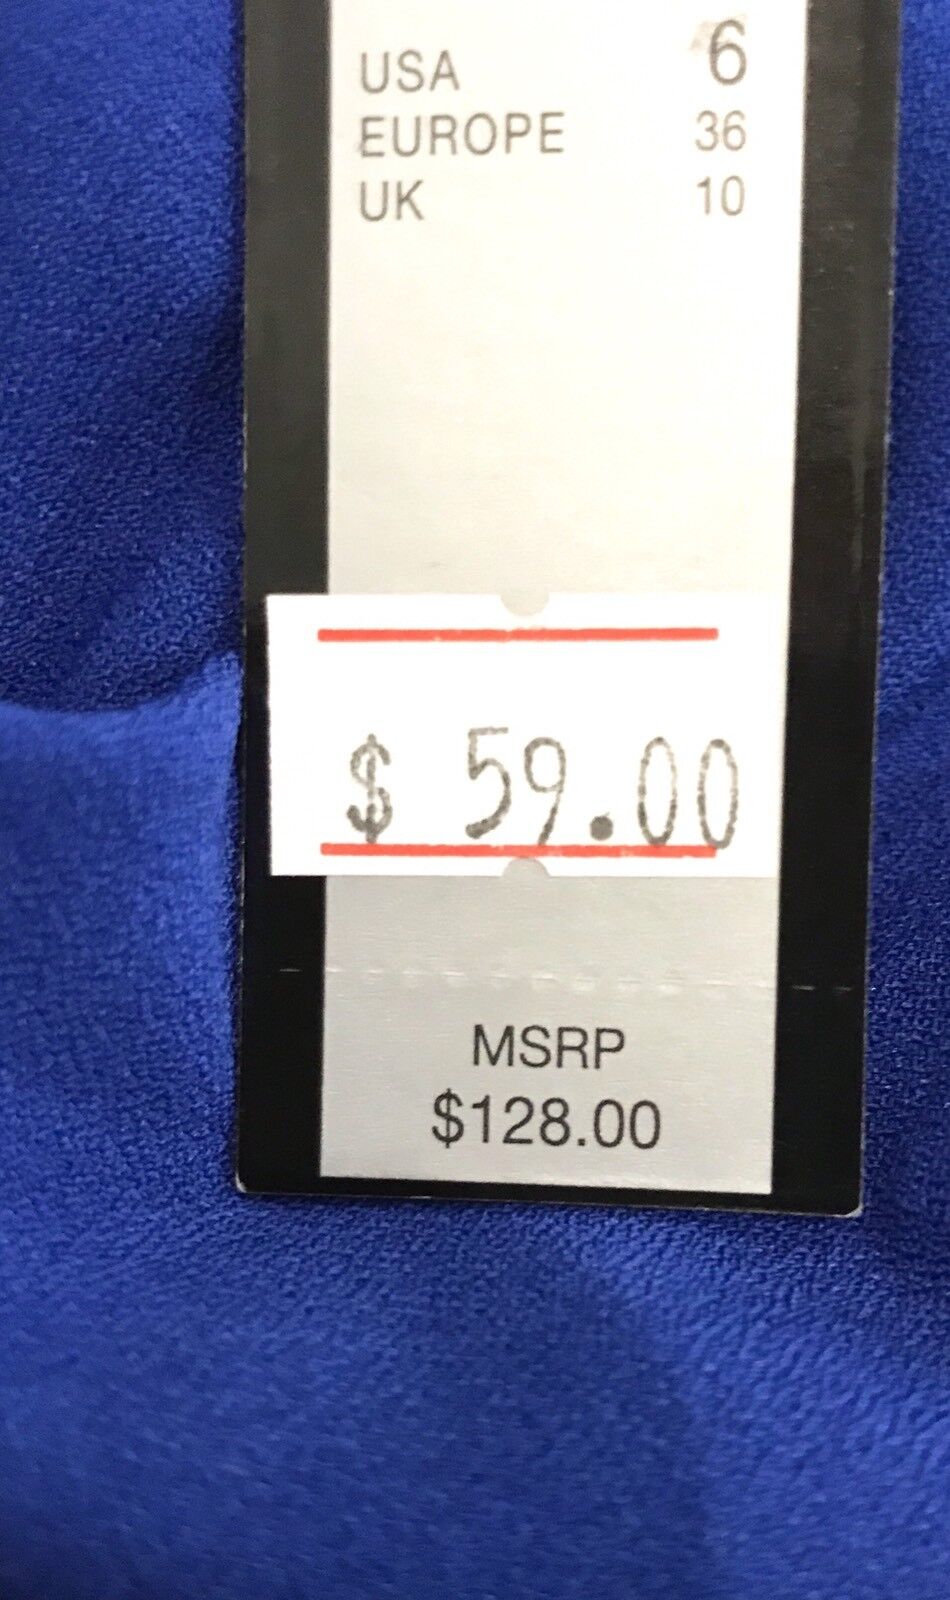 USA 6
EUROPE 36
UK 10
$ 59.00
MSRP
$128.00